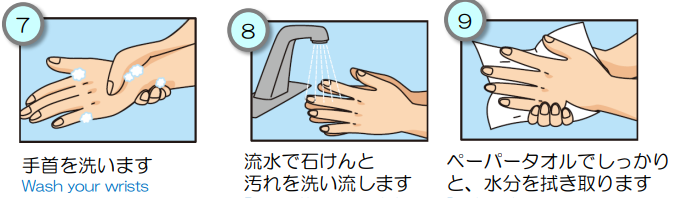 7
手首を洗います
Wash your wrists
8
流水で石けんと
汚れを洗い流します
9
ペーパータオルでしっかり
と、水分を拭き取ります